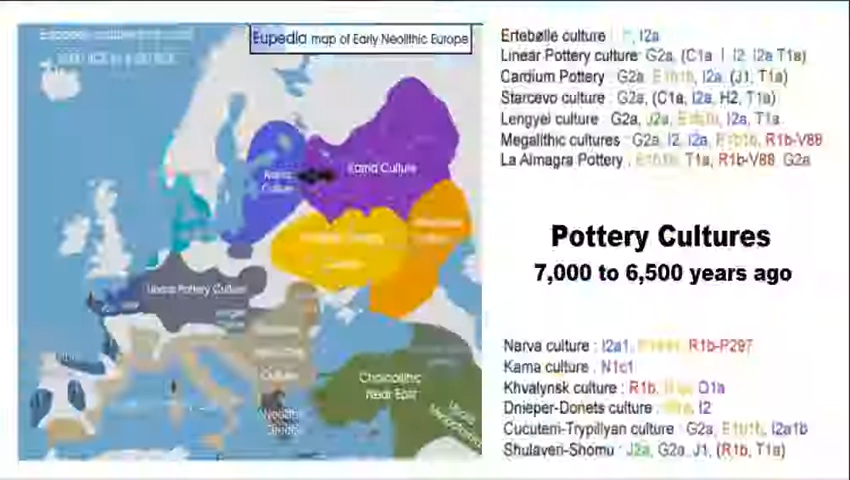 Eupedia map of Early Neolithic Europe
Kama Culture
Linear Pottery Culture
Chalcolithic
Near East
Ertebølle culture : I2a
Linear Pottery culture: G2a, (C1a I2, I2a T1a)
Cardium Pottery : G2a, E1b1b, I2a, (J1, T1a)
Starcevo culture : G2a, (C1a, I2a, H2, T1a)
Lengyel culture : G2a, J2a, E1b1b, I2a, T1a
Megalithic cultures : G2a, I2, I2a, E1b1b, R1b-V88
La Almagra Pottery : E1b1b, T1a, R1b-V88 G2a
Pottery Cultures
7,000 to 6,500 years ago
Narva culture : I2a1, R1b-P297
Kama culture : N1c1
Khvalynsk culture : R1b, Q1a
Dnieper-Donets culture : I2
Cucuteni-Trypillyan culture : G2a, E1b1b, I2a1b
Shulaveri-Shomu : J2a, G2a, J1, (R1b, T1a)